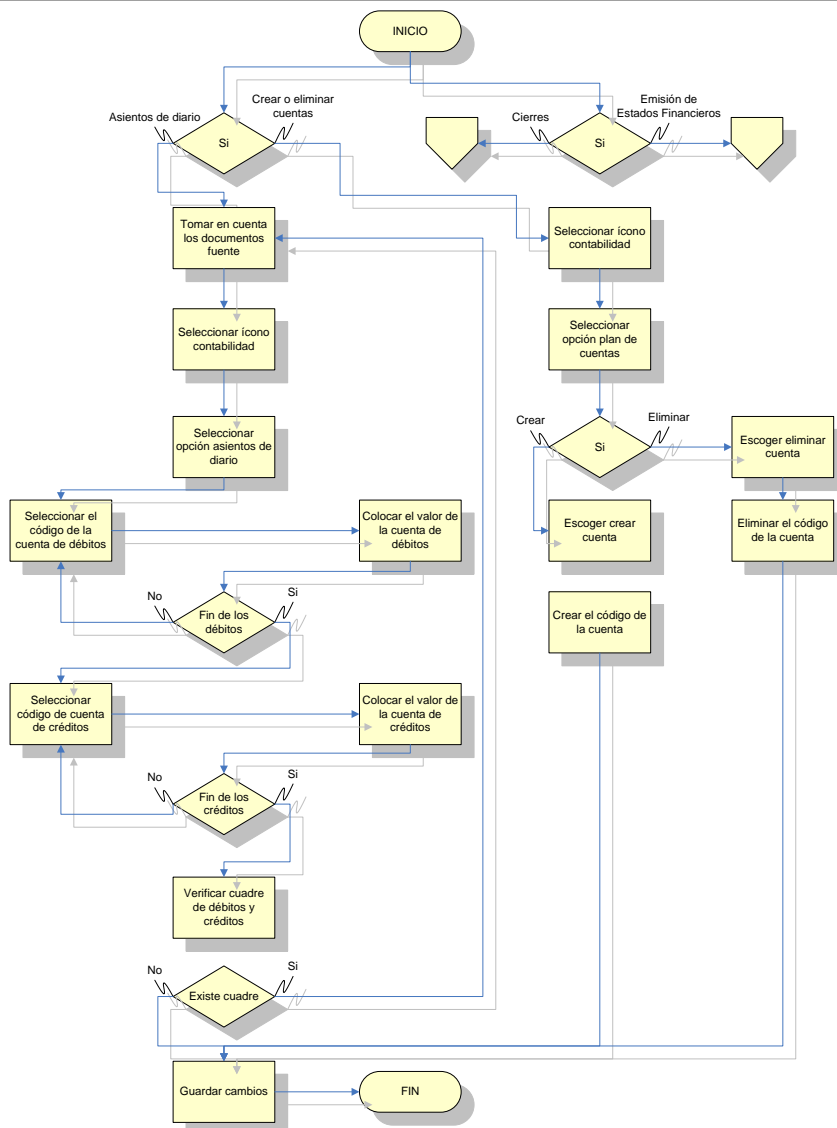 INICIO
Asientos de diario
Crear o eliminar
cuentas
Si
Cierres
Emisión de
Estados Financieros
Si
Tomar en cuenta
los documentos
fuente
Seleccionar ícono
contabilidad
Seleccionar ícono
contabilidad
Seleccionar
opción plan de
cuentas
Seleccionar
opción asientos de
diario
Crear
Si
Eliminar
Escoger eliminar
cuenta
Seleccionar el
código de la
cuenta de débitos
Colocar el valor de
la cuenta de
débitos
Escoger crear
cuenta
Eliminar el código
de la cuenta
No
Fin de los
débitos
Si
Crear el código de
la cuenta
Seleccionar
código de cuenta
de créditos
Colocar el valor de
la cuenta de
créditos
No
Fin de los
créditos
Si
Verificar cuadre
de débitos y
créditos
No
Existe cuadre
Si
Guardar cambios
FIN